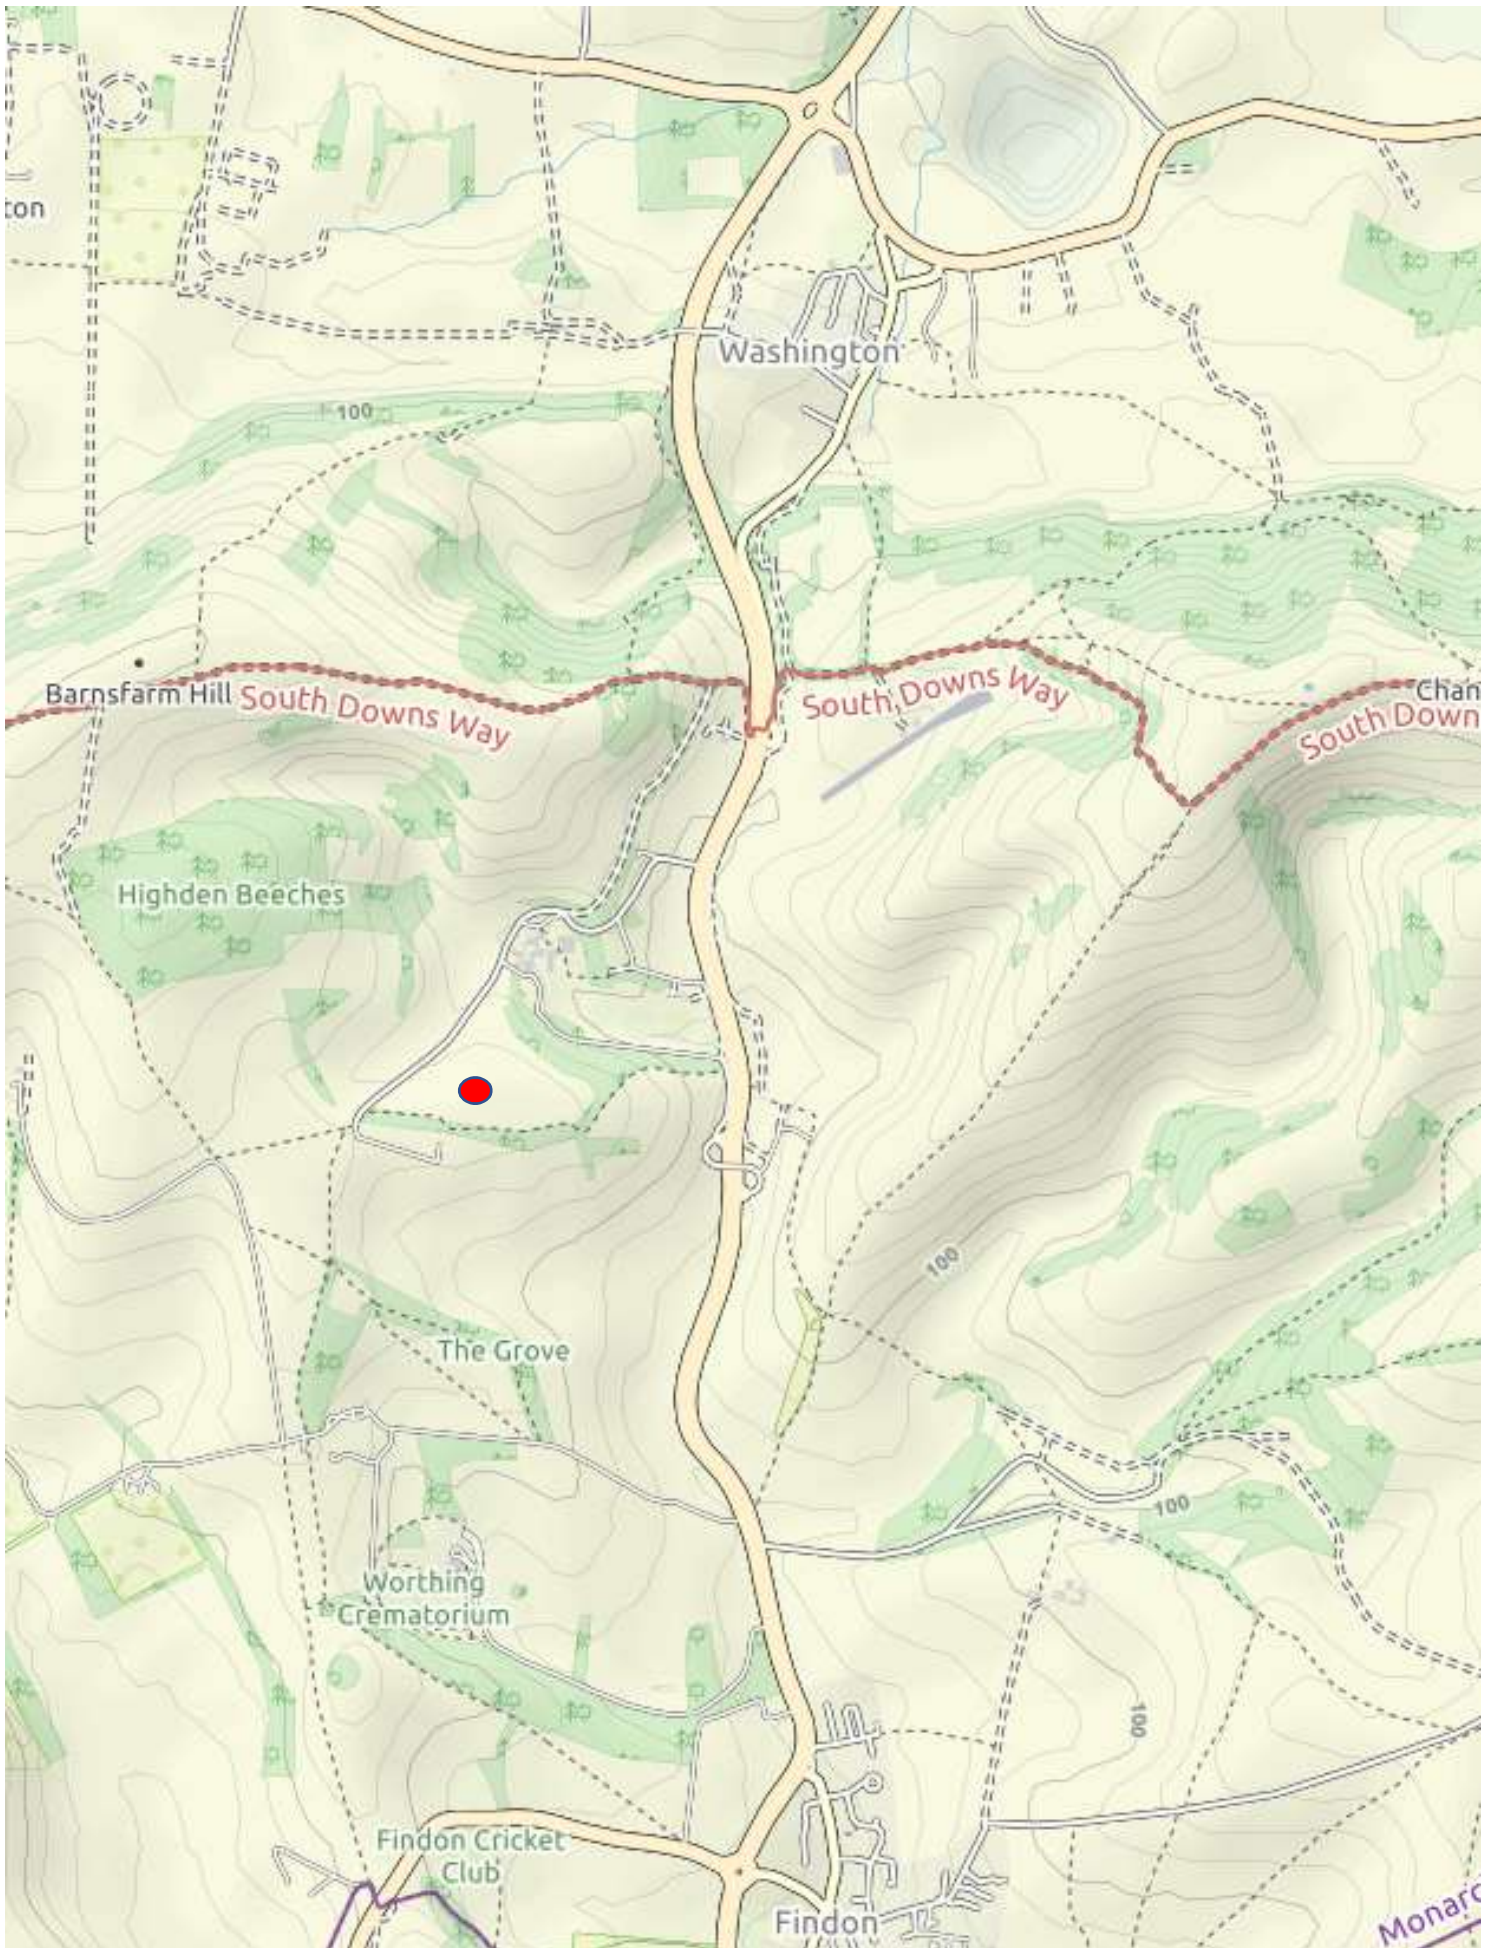 ton
Washington
100
Barnsfarm Hill
South Downs Way
South Downs Way
Chan
South Down
Highden Beeches
100
The Grove
100
Worthing
Crematorium
100
Findon Cricket
Club
Findon
Monarc